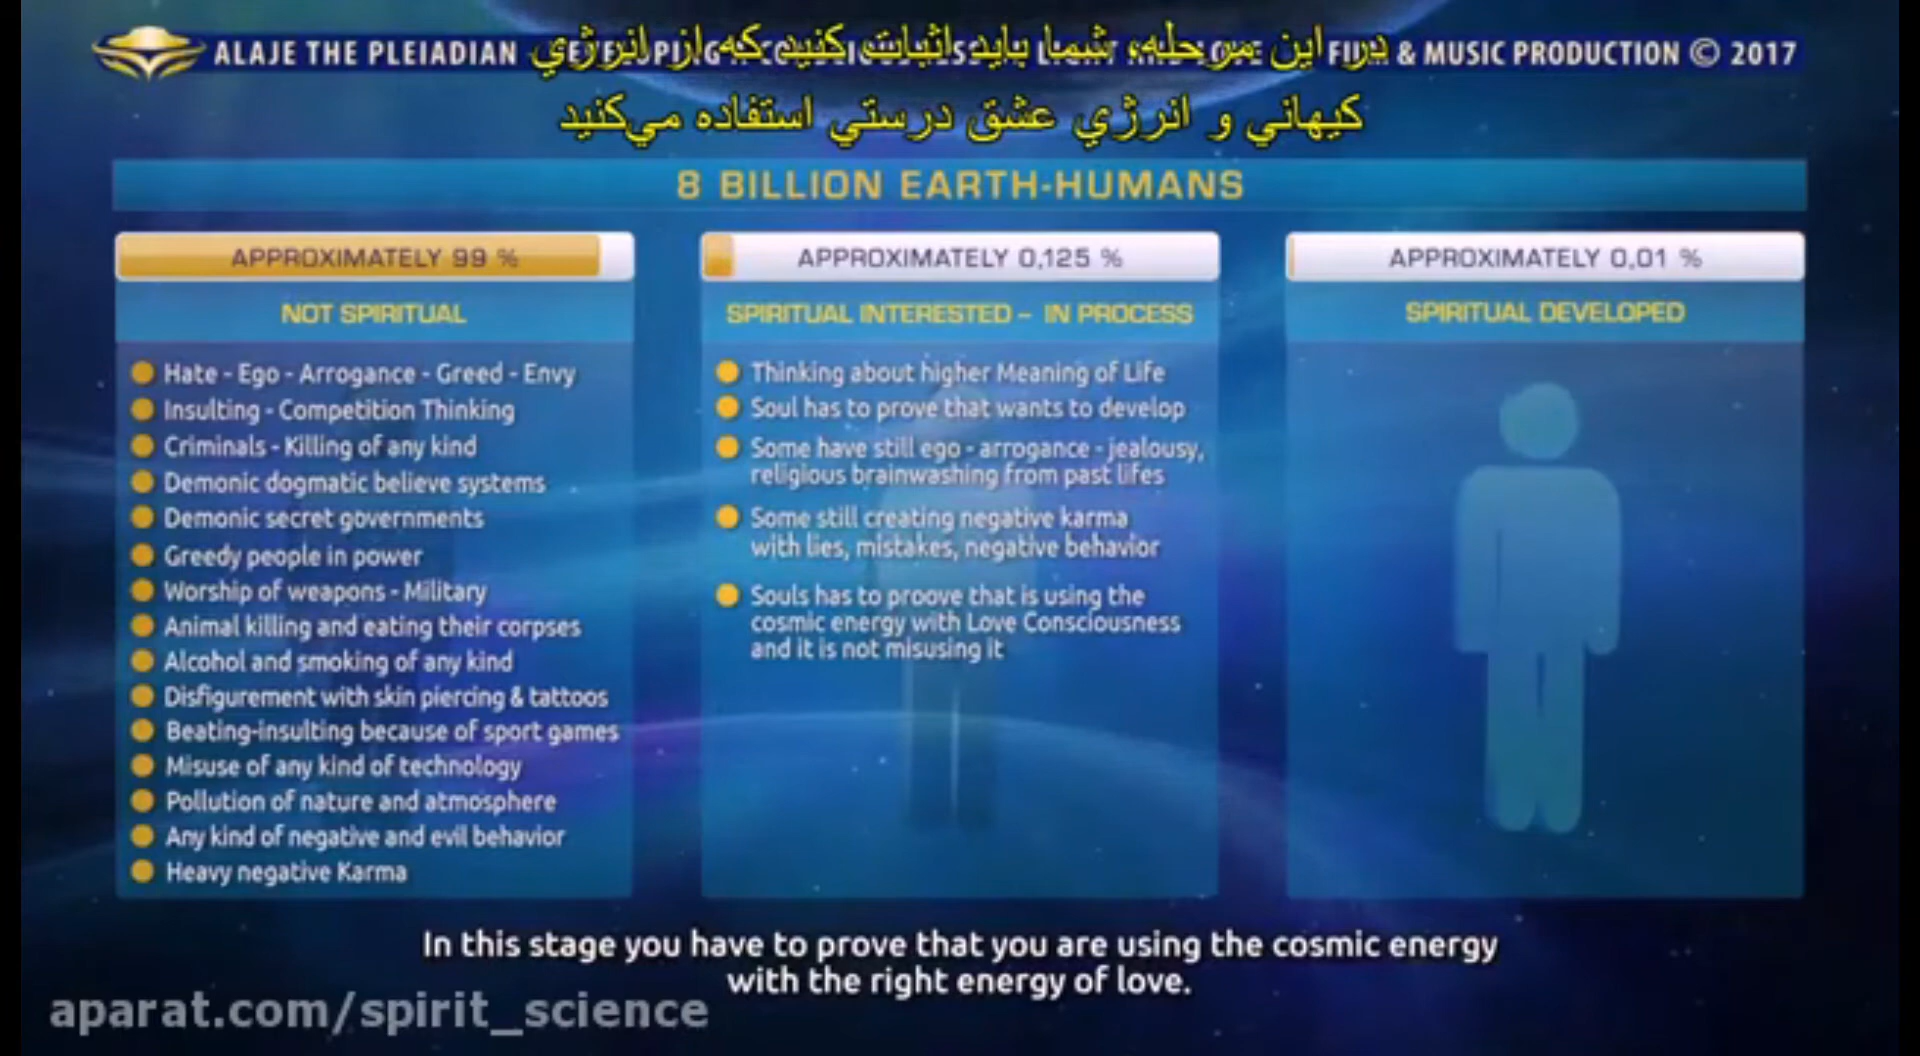 ALAJE THE PLEIADIAN
FILM & MUSIC PRODUCTION © 2017
در این مرحله، شما باید اثبات کنید که از انرژي
کیهاني و انرژي عشق درستي استفاده مي‌کنید
8 BILLION EARTH-HUMANS
APPROXIMATELY 99 %
NOT SPIRITUAL
Hate - Ego - Arrogance - Greed - Envy
Insulting - Competition Thinking
Criminals - Killing of any kind
Demonic dogmatic believe systems
Demonic secret governments
Greedy people in power
Worship of weapons - Military
Animal killing and eating their corpses
Alcohol and smoking of any kind
Disfigurement with skin piercing & tattoos
Beating-insulting because of sport games
Misuse of any kind of technology
Pollution of nature and atmosphere
Any kind of negative and evil behavior
Heavy negative Karma
APPROXIMATELY 0,125 %
SPIRITUAL INTERESTED – IN PROCESS
Thinking about higher Meaning of Life
Soul has to prove that wants to develop
Some have still ego - arrogance - jealousy,
religious brainwashing from past lifes
Some still creating negative karma
with lies, mistakes, negative behavior
Souls has to proove that is using the
cosmic energy with Love Consciousness
and it is not misusing it
APPROXIMATELY 0,01 %
SPIRITUAL DEVELOPED
In this stage you have to prove that you are using the cosmic energy
with the right energy of love.
aparat.com/spirit_science